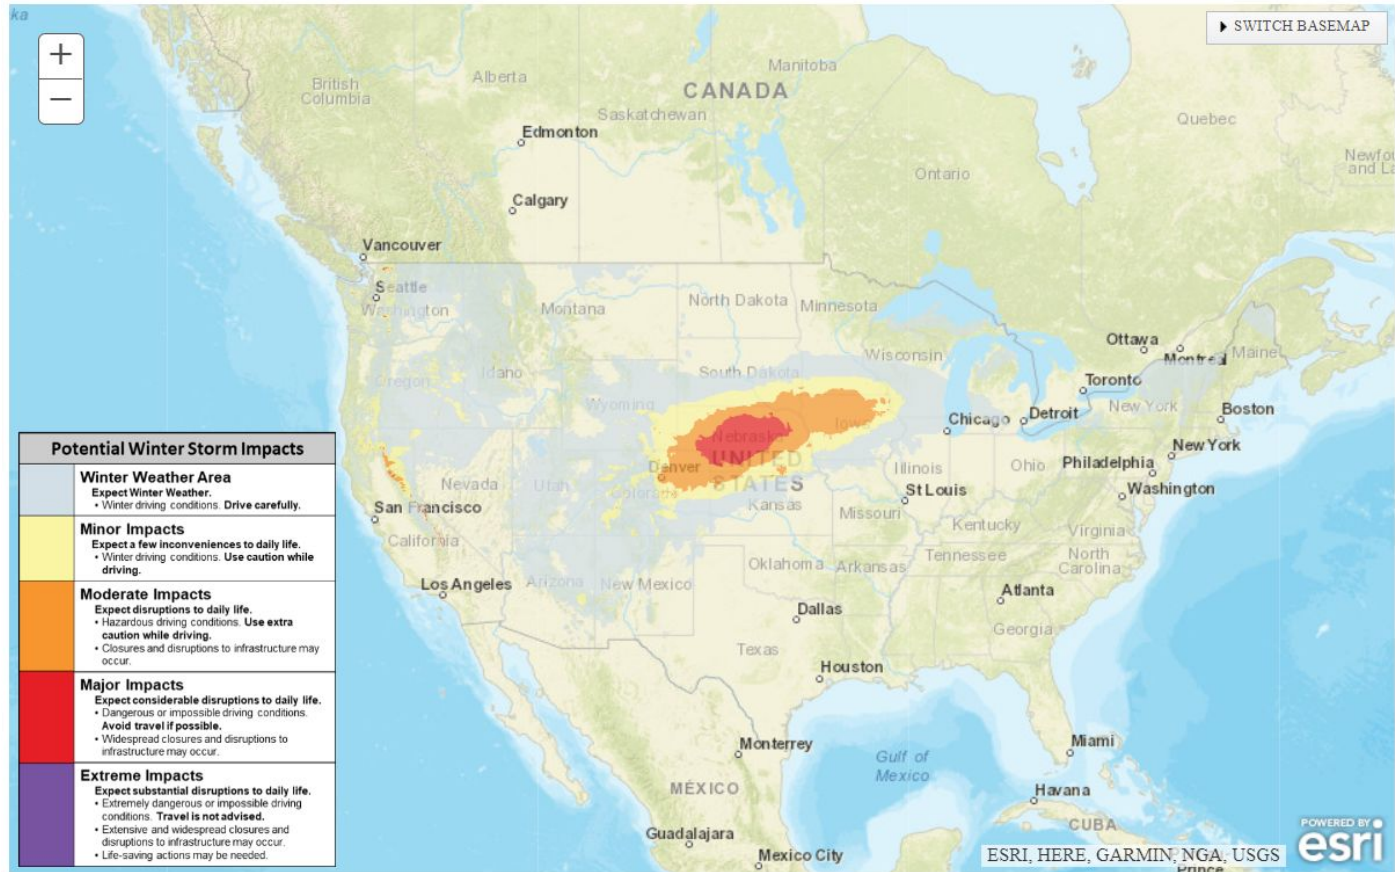 ka
SWITCH BASEMAP
+
−
Manitoba
British
Columbia
Alberta
CANADA
Saskatchewan
Quebec
Edmonton
Ontario
Calgary
Vancouver
Seattle
Washington
Montana
North Dakota
Minnesota
Ottawa
Montreal
Maine
Wisconsin
Oregon
Idaho
South Dakota
Toronto
Wyoming
New York
Boston
Iowa
Chicago
Detroit
Nebraska
New York
UNITED
STATES
Denver
Illinois
Ohio
Philadelphia
Nevada
Utah
Colorado
St Louis
Washington
San Francisco
Kansas
Missouri
Kentucky
Virginia
California
Oklahoma
Arkansas
Tennessee
North
Carolina
Los Angeles
Arizona
New Mexico
Atlanta
Dallas
Georgia
Texas
Houston
Monterrey
Gulf of
Mexico
Miami
MÉXICO
Havana
CUBA
Guadalajara
Mexico City
Potential Winter Storm Impacts
Winter Weather Area
Expect Winter Weather.
• Winter driving conditions. Drive carefully.
Minor Impacts
Expect a few inconveniences to daily life.
• Winter driving conditions. Use caution while
driving.
Moderate Impacts
Expect disruptions to daily life.
• Hazardous driving conditions. Use extra
caution while driving.
• Closures and disruptions to infrastructure may
occur.
Major Impacts
Expect considerable disruptions to daily life.
• Dangerous or impossible driving conditions.
Avoid travel if possible.
• Widespread closures and disruptions to
infrastructure may occur.
Extreme Impacts
Expect substantial disruptions to daily life.
• Extremely dangerous or impossible driving
conditions. Travel is not advised.
• Extensive and widespread closures and
disruptions to infrastructure may occur.
• Life-saving actions may be needed.
ESRI, HERE, GARMIN, NGA, USGS
POWERED BY
esri